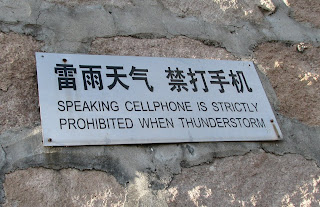 雷雨天气 禁打手机
SPEAKING CELLPHONE IS STRICTLY
PROHIBITED WHEN THUNDERSTORM